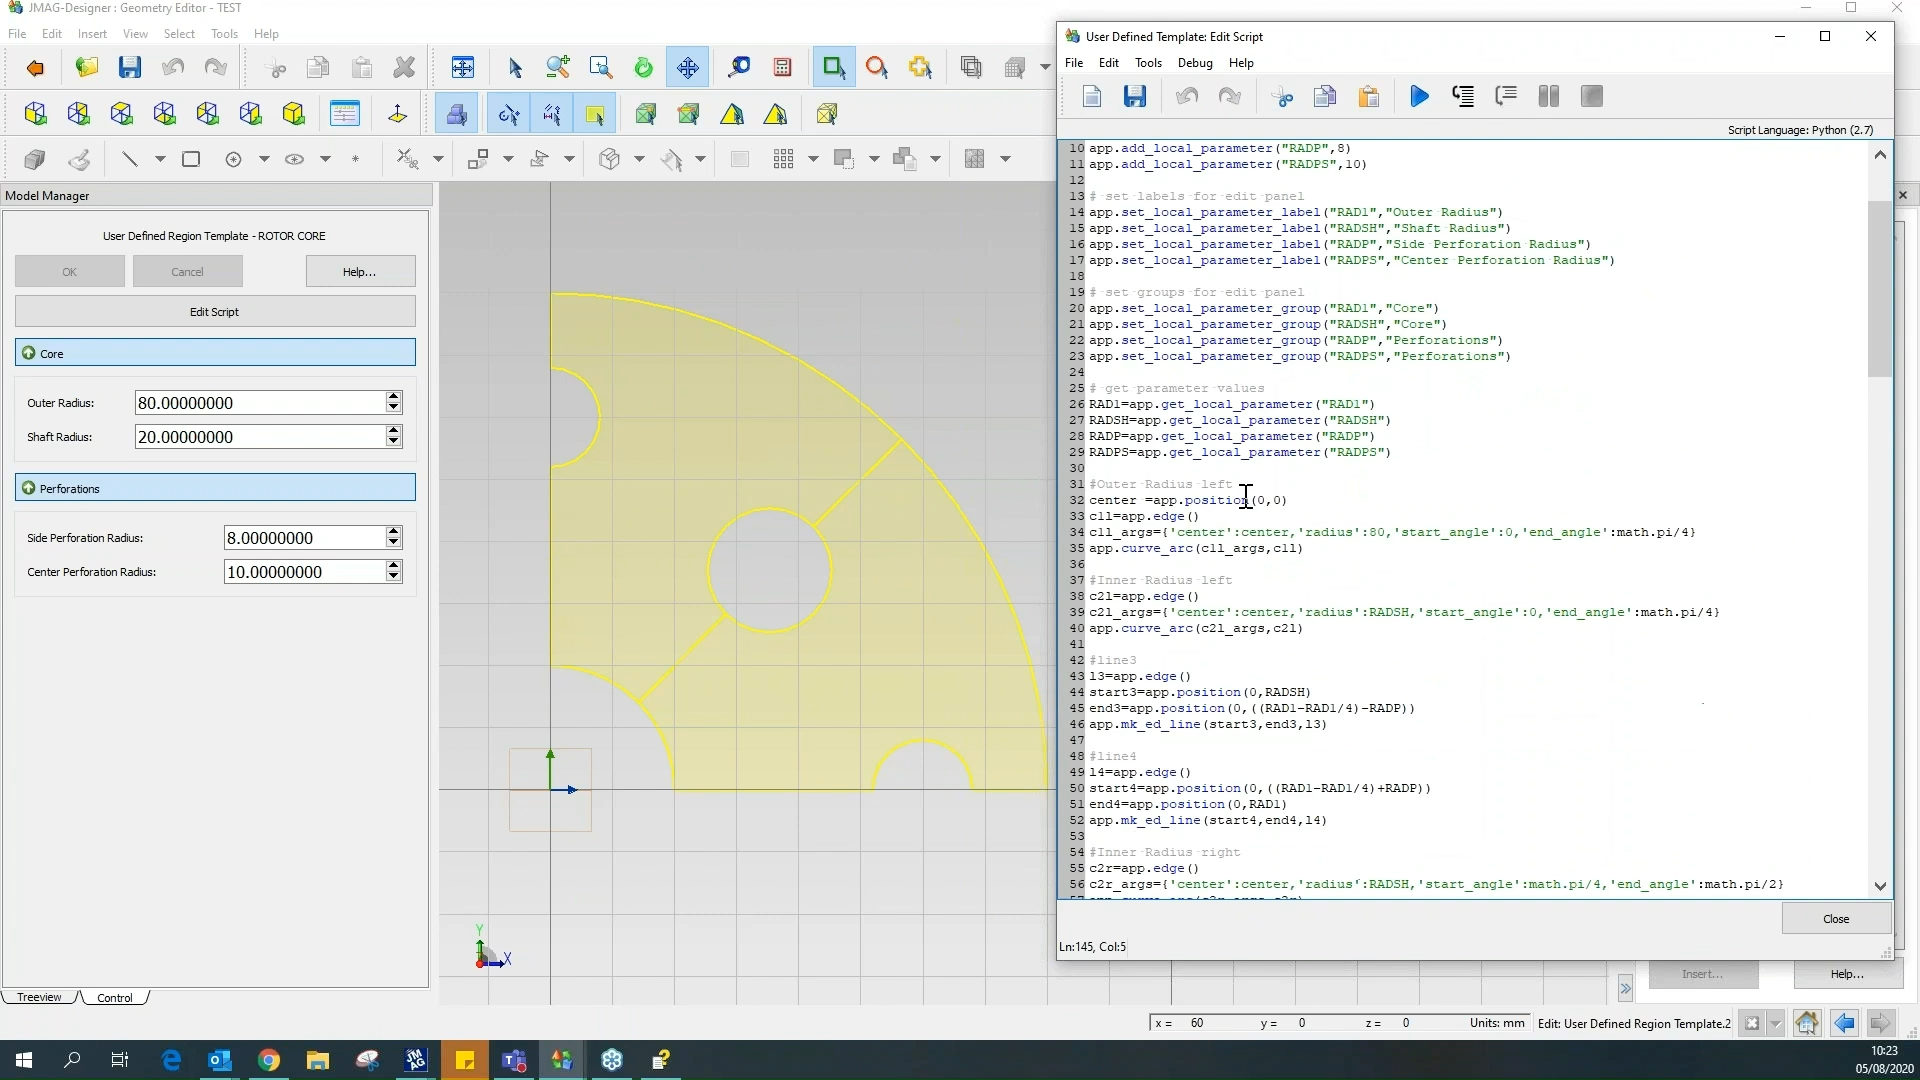 JMAG-Designer : Geometry Editor - TEST
File Edit Insert View Select Tools Help
Model Manager
User Defined Region Template - ROTOR CORE
OK Cancel Help...
Edit Script
Core
Outer Radius: 80.00000000
Shaft Radius: 20.00000000
Perforations
Side Perforation Radius: 8.00000000
Center Perforation Radius: 10.00000000
Treeview Control
Y
X
User Defined Template: Edit Script
File Edit Tools Debug Help
Script Language: Python (2.7)
10 app.add_local_parameter("RADP",8)
11 app.add_local_parameter("RADPS",10)
12
13 # set labels for edit panel
14 app.set_local_parameter_label("RAD1","Outer Radius")
15 app.set_local_parameter_label("RADSH","Shaft Radius")
16 app.set_local_parameter_label("RADP","Side Perforation Radius")
17 app.set_local_parameter_label("RADPS","Center Perforation Radius")
18
19 # set groups for edit panel
20 app.set_local_parameter_group("RAD1","Core")
21 app.set_local_parameter_group("RADSH","Core")
22 app.set_local_parameter_group("RADP","Perforations")
23 app.set_local_parameter_group("RADPS","Perforations")
24
25 # get parameter values
26 RAD1=app.get_local_parameter("RAD1")
27 RADSH=app.get_local_parameter("RADSH")
28 RADP=app.get_local_parameter("RADP")
29 RADPS=app.get_local_parameter("RADPS")
30
31 #Outer Radius left
32 center =app.position(0,0)
33 c1l=app.edge()
34 c1l_args={'center':center,'radius':80,'start_angle':0,'end_angle':math.pi/4}
35 app.curve_arc(c1l_args,c1l)
36
37 #Inner Radius left
38 c2l=app.edge()
39 c2l_args={'center':center,'radius':RADSH,'start_angle':0,'end_angle':math.pi/4}
40 app.curve_arc(c2l_args,c2l)
41
42 #line3
43 l3=app.edge()
44 start3=app.position(0,RADSH)
45 end3=app.position(0,((RAD1-RAD1/4)-RADP))
46 app.mk_ed_line(start3,end3,l3)
47
48 #line4
49 l4=app.edge()
50 start4=app.position(0,((RAD1-RAD1/4)+RADP))
51 end4=app.position(0,RAD1)
52 app.mk_ed_line(start4,end4,l4)
53
54 #Inner Radius right
55 c2r=app.edge()
56 c2r_args={'center':center,'radius':RADSH,'start_angle':math.pi/4,'end_angle':math.pi/2}
Close
Ln:145, Col:5
Insert... Help...
x = 60 y = 0 z = 0 Units: mm Edit: User Defined Region Template.2
10:23
05/08/2020